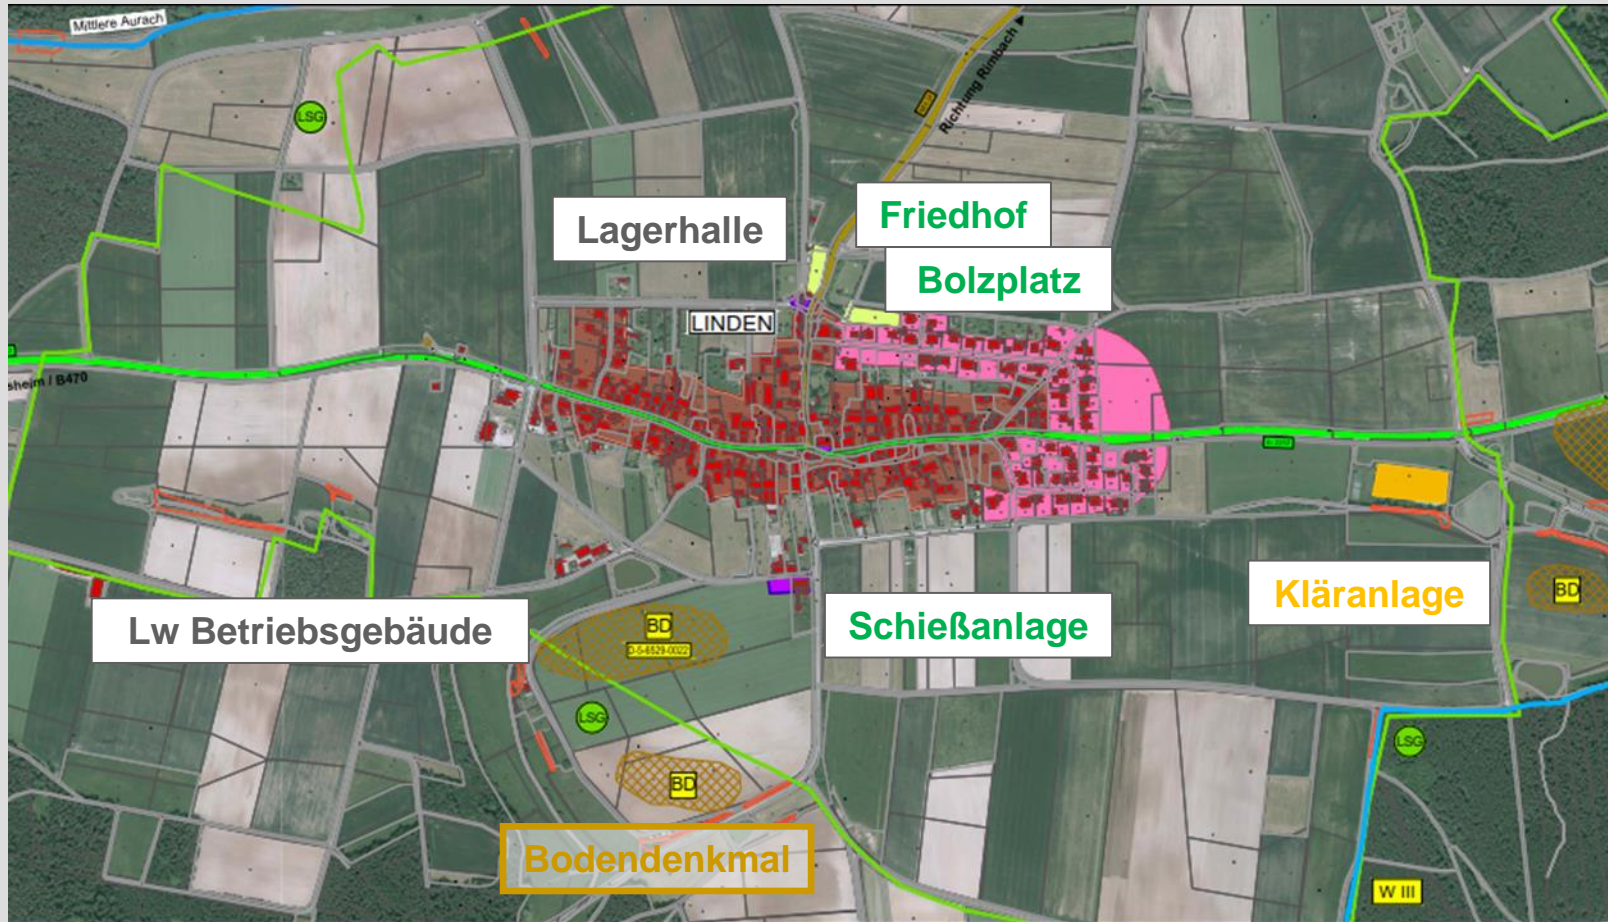 Mittlere Aurach
Richtung Rimbach
LSG
Friedhof
Lagerhalle
Bolzplatz
LINDEN
sheim / B470
Kläranlage
BD
Lw Betriebsgebäude
BD
D-5-6529-0022
Schießanlage
LSG
LSG
BD
Bodendenkmal
W III